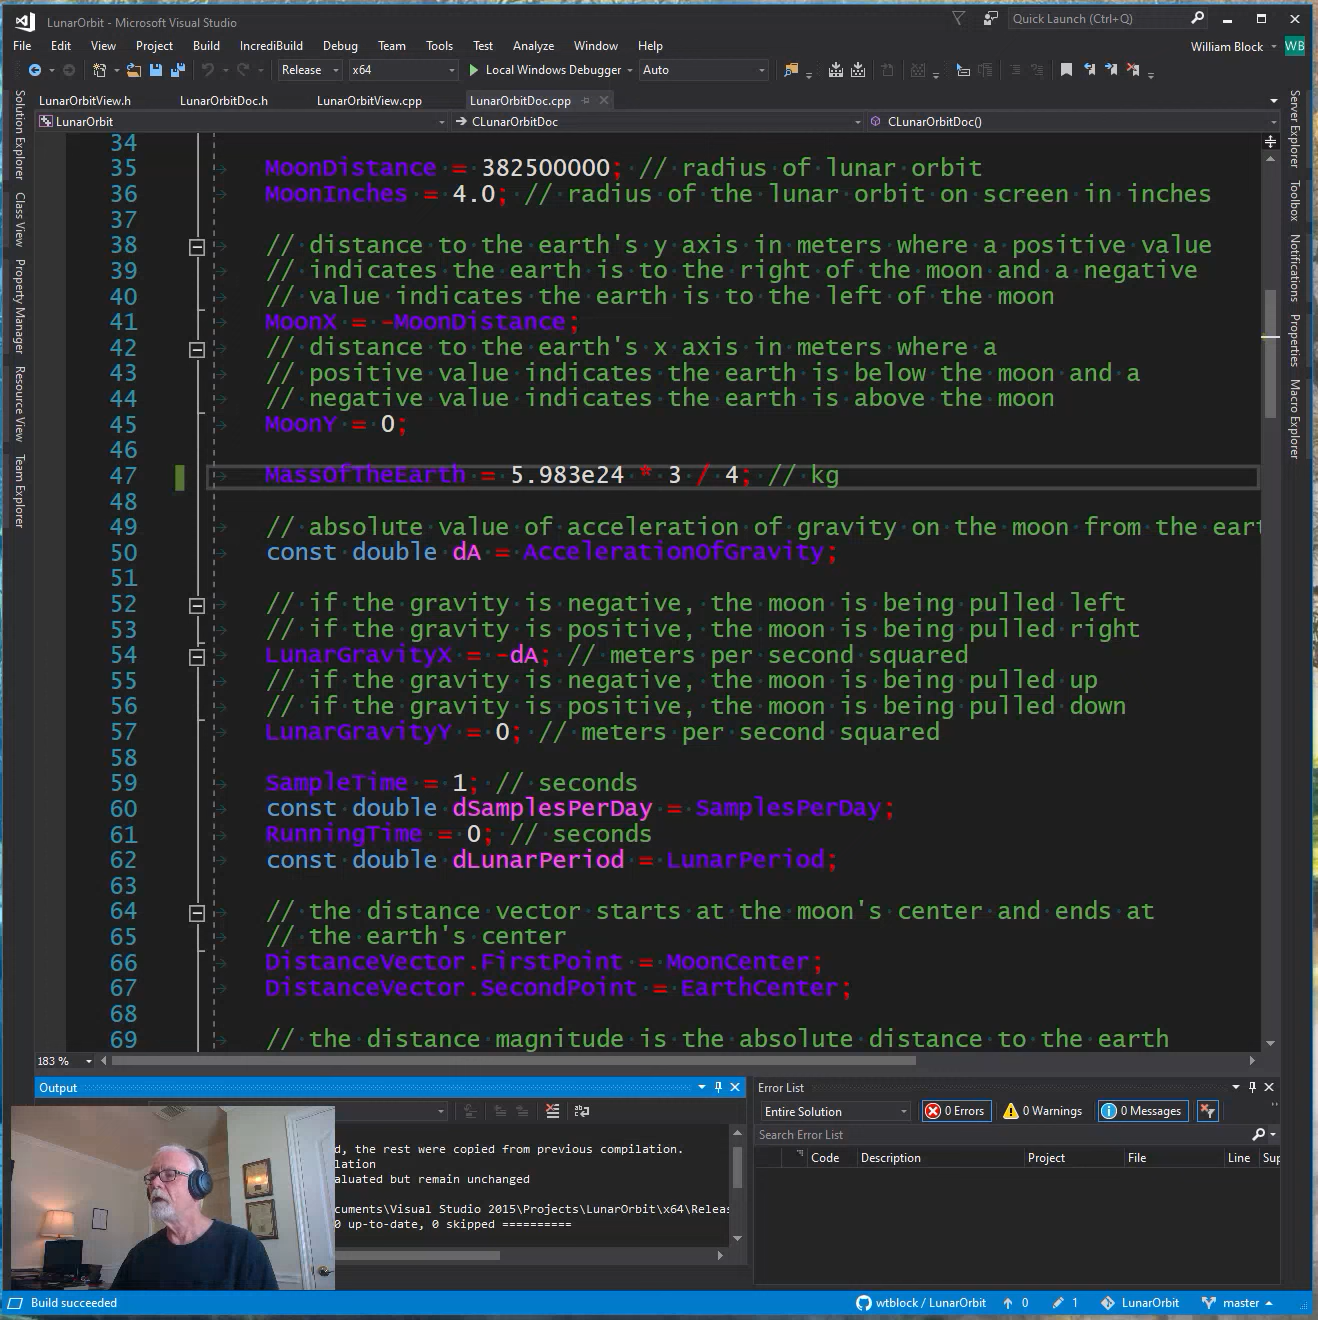 LunarOrbit - Microsoft Visual Studio
Quick Launch (Ctrl+Q)
File Edit View Project Build IncrediBuild Debug Team Tools Test Analyze Window Help
William Block WB
Release x64 Local Windows Debugger Auto
LunarOrbitView.h LunarOrbitDoc.h LunarOrbitView.cpp LunarOrbitDoc.cpp
LunarOrbit CLunarOrbitDoc CLunarOrbitDoc()
Solution Explorer
Class View
Property Manager
Resource View
Team Explorer
34
35 MoonDistance = 382500000; // radius of lunar orbit
36 MoonInches = 4.0; // radius of the lunar orbit on screen in inches
37
38 // distance to the earth's y axis in meters where a positive value
39 // indicates the earth is to the right of the moon and a negative
40 // value indicates the earth is to the left of the moon
41 MoonX = -MoonDistance;
42 // distance to the earth's x axis in meters where a
43 // positive value indicates the earth is below the moon and a
44 // negative value indicates the earth is above the moon
45 MoonY = 0;
46
47 MassOfTheEarth = 5.983e24 * 3 / 4; // kg
48
49 // absolute value of acceleration of gravity on the moon from the ear
50 const double dA = AccelerationOfGravity;
51
52 // if the gravity is negative, the moon is being pulled left
53 // if the gravity is positive, the moon is being pulled right
54 LunarGravityX = -dA; // meters per second squared
55 // if the gravity is negative, the moon is being pulled up
56 // if the gravity is positive, the moon is being pulled down
57 LunarGravityY = 0; // meters per second squared
58
59 SampleTime = 1; // seconds
60 const double dSamplesPerDay = SamplesPerDay;
61 RunningTime = 0; // seconds
62 const double dLunarPeriod = LunarPeriod;
63
64 // the distance vector starts at the moon's center and ends at
65 // the earth's center
66 DistanceVector.FirstPoint = MoonCenter;
67 DistanceVector.SecondPoint = EarthCenter;
68
69 // the distance magnitude is the absolute distance to the earth
Server Explorer
Toolbox
Notifications
Properties
Macro Explorer
183 %
Output
d, the rest were copied from previous compilation.
lation
aluated but remain unchanged
cuments\Visual Studio 2015\Projects\LunarOrbit\x64\Relea
0 up-to-date, 0 skipped ==========
Error List
Entire Solution 0 Errors 0 Warnings 0 Messages
Search Error List
Code Description Project File Line Sup
Build succeeded
wtblock / LunarOrbit 0 1 LunarOrbit master